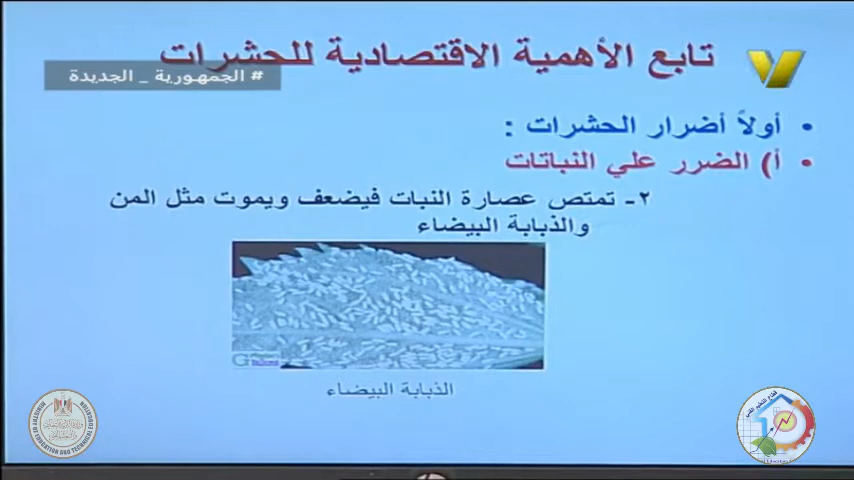 تابع الأهمية الاقتصادية للحشرات
# الجمهورية _ الجديدة
• أولاً أضرار الحشرات :
• أ) الضرر علي النباتات
٢- تمتص عصارة النبات فيضعف ويموت مثل المن
والذبابة البيضاء
الذبابة البيضاء